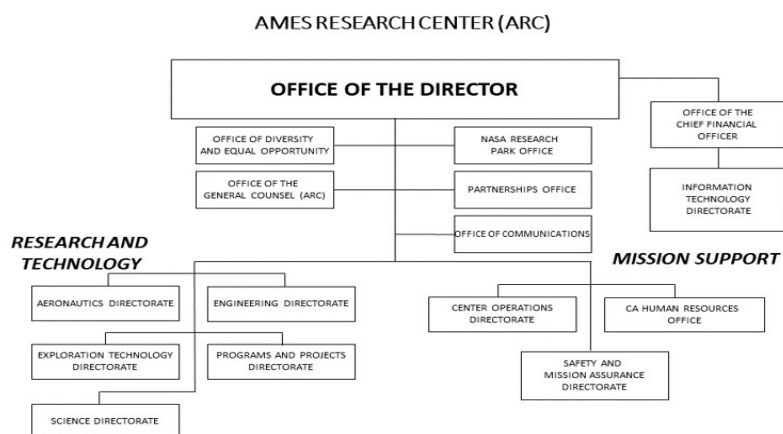 AMES RESEARCH CENTER (ARC)
OFFICE OF THE DIRECTOR
OFFICE OF THE
CHIEF FINANCIAL
OFFICER
OFFICE OF DIVERSITY
AND EQUAL OPPORTUNITY
NASA RESEARCH
PARK OFFICE
OFFICE OF THE
GENERAL COUNSEL (ARC)
PARTNERSHIPS OFFICE
INFORMATION
TECHNOLOGY
DIRECTORATE
OFFICE OF COMMUNICATIONS
RESEARCH AND
TECHNOLOGY
MISSION SUPPORT
AERONAUTICS DIRECTORATE
ENGINEERING DIRECTORATE
CENTER OPERATIONS
DIRECTORATE
CA HUMAN RESOURCES
OFFICE
EXPLORATION TECHNOLOGY
DIRECTORATE
PROGRAMS AND PROJECTS
DIRECTORATE
SAFETY AND
MISSION ASSURANCE
DIRECTORATE
SCIENCE DIRECTORATE